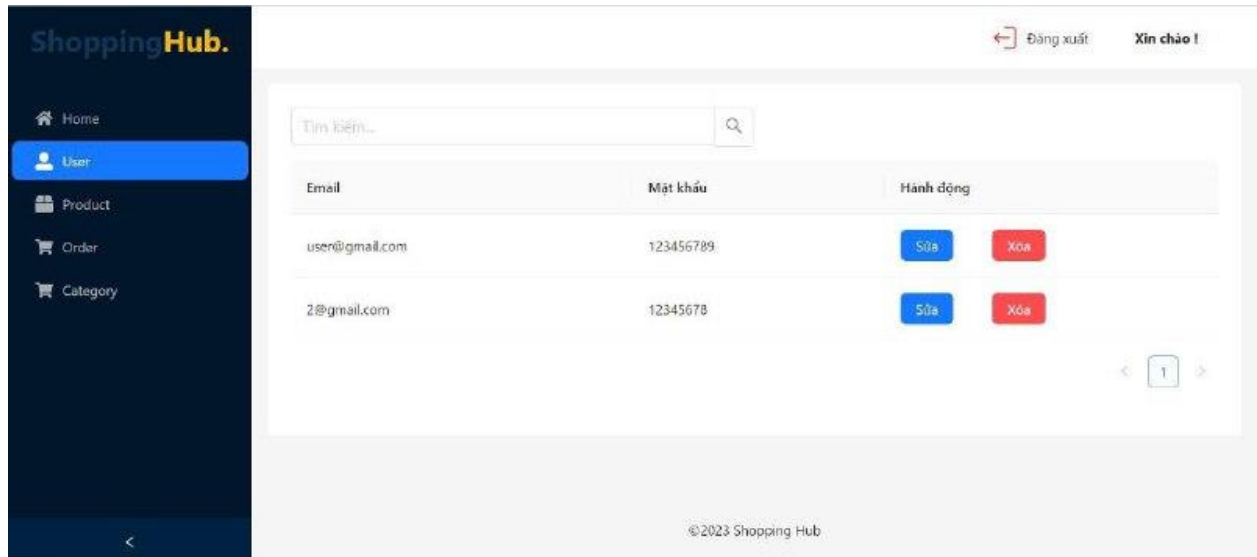 ShoppingHub.
Đăng xuất
Xin chào !
Home
User
Product
Order
Category
Tìm kiếm...
Email Mật khẩu Hành động
user@gmail.com 123456789 Sửa Xóa
2@gmail.com 12345678 Sửa Xóa
< 1 >
<
©2023 Shopping Hub